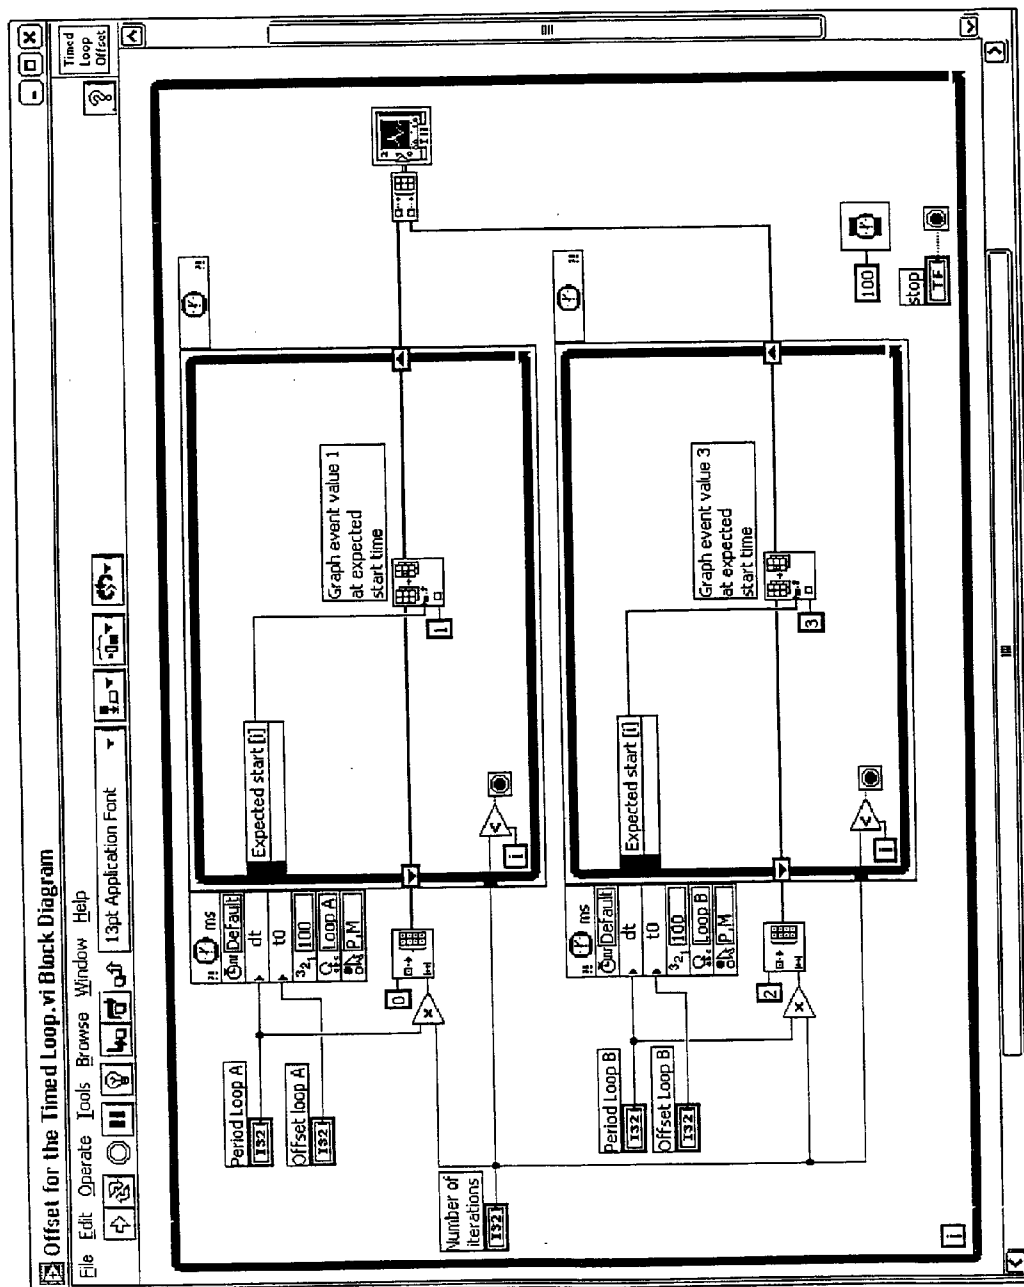 Offset for the Timed Loop.vi Block Diagram
File Edit Operate Tools Browse Window Help
13pt Application Font
Timed
Loop
Offset
Period Loop A
I32
Offset loop A
I32
ms
Default
dt
t0
100
Loop A
P,M
Expected start [i]
Graph event value 1
at expected
start time
1
0
i
Number of
iterations
I32
Period Loop B
I32
Offset Loop B
I32
ms
Default
dt
t0
100
Loop B
P,M
Expected start [i]
Graph event value 3
at expected
start time
3
2
i
100
stop
TF
i